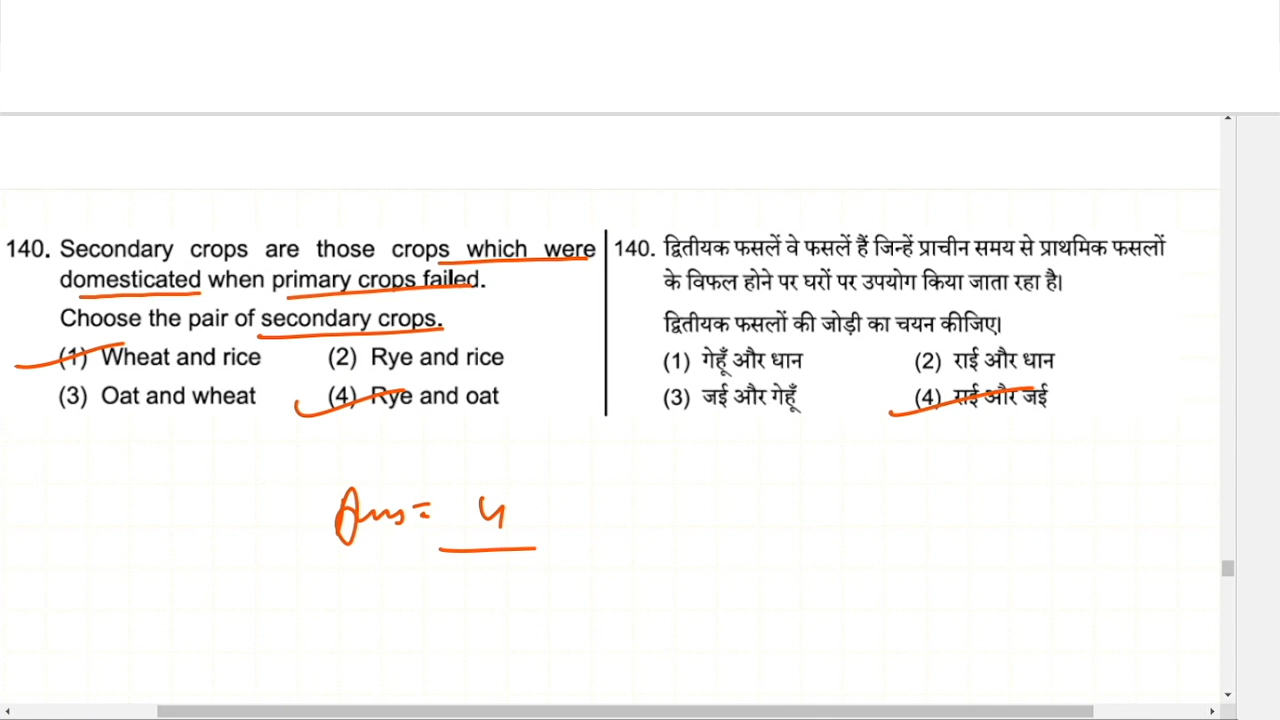 140. Secondary crops are those crops which were
domesticated when primary crops failed.
Choose the pair of secondary crops.
(1) Wheat and rice (2) Rye and rice
(3) Oat and wheat (4) Rye and oat
140. द्वितीयक फसलें वे फसलें हैं जिन्हें प्राचीन समय से प्राथमिक फसलों
के विफल होने पर घरों पर उपयोग किया जाता रहा है।
द्वितीयक फसलों की जोड़ी का चयन कीजिए।
(1) गेहूँ और धान (2) राई और धान
(3) जई और गेहूँ (4) राई और जई
Ans = 4